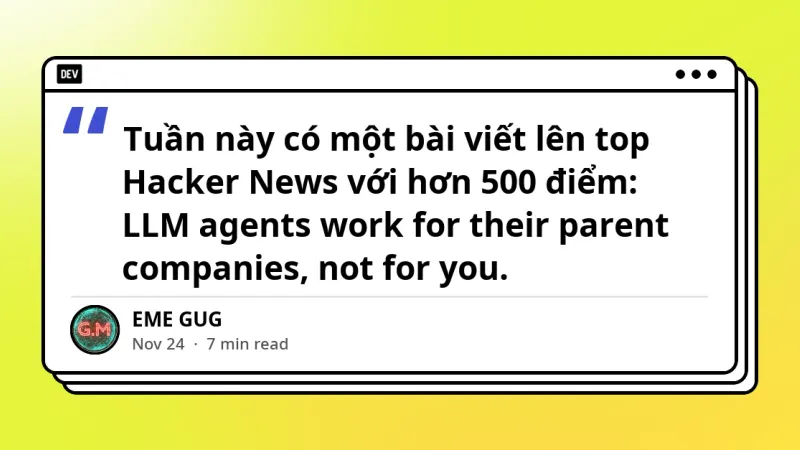 DEV
“ Tuần này có một bài viết lên top
Hacker News với hơn 500 điểm:
LLM agents work for their parent
companies, not for you.
G.M
EME GUG
Nov 24 · 7 min read